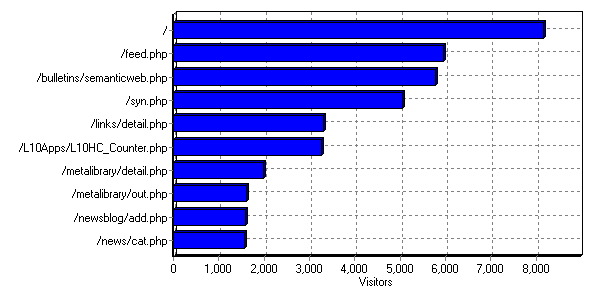 /
/feed.php
/bulletins/semanticweb.php
/syn.php
/links/detail.php
/L10Apps/L10HC_Counter.php
/metalibrary/detail.php
/metalibrary/out.php
/newsblog/add.php
/news/cat.php
0 1,000 2,000 3,000 4,000 5,000 6,000 7,000 8,000
Visitors